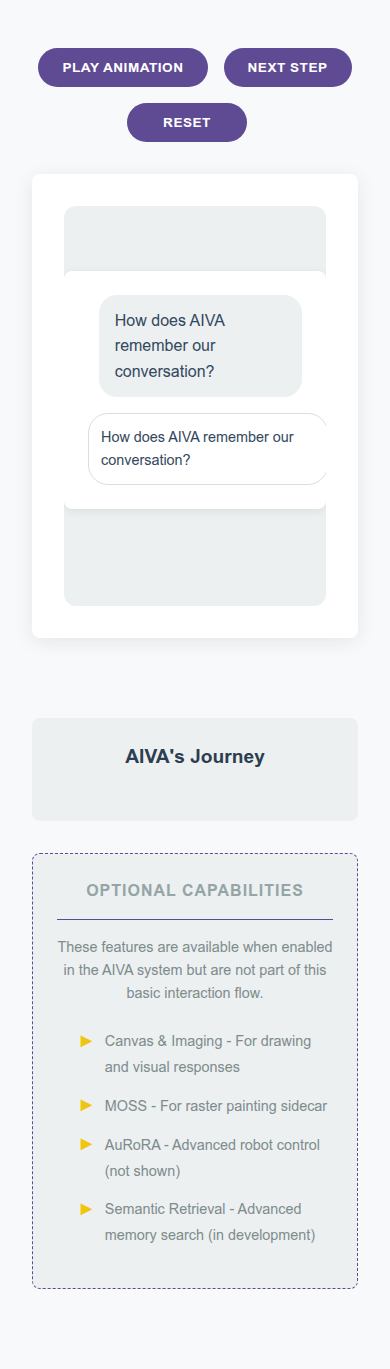 PLAY ANIMATION
NEXT STEP
RESET
How does AIVA
remember our
conversation?
How does AIVA remember our
conversation?
AIVA's Journey
OPTIONAL CAPABILITIES
These features are available when enabled
in the AIVA system but are not part of this
basic interaction flow.
Canvas & Imaging - For drawing
and visual responses
MOSS - For raster painting sidecar
AuRoRA - Advanced robot control
(not shown)
Semantic Retrieval - Advanced
memory search (in development)